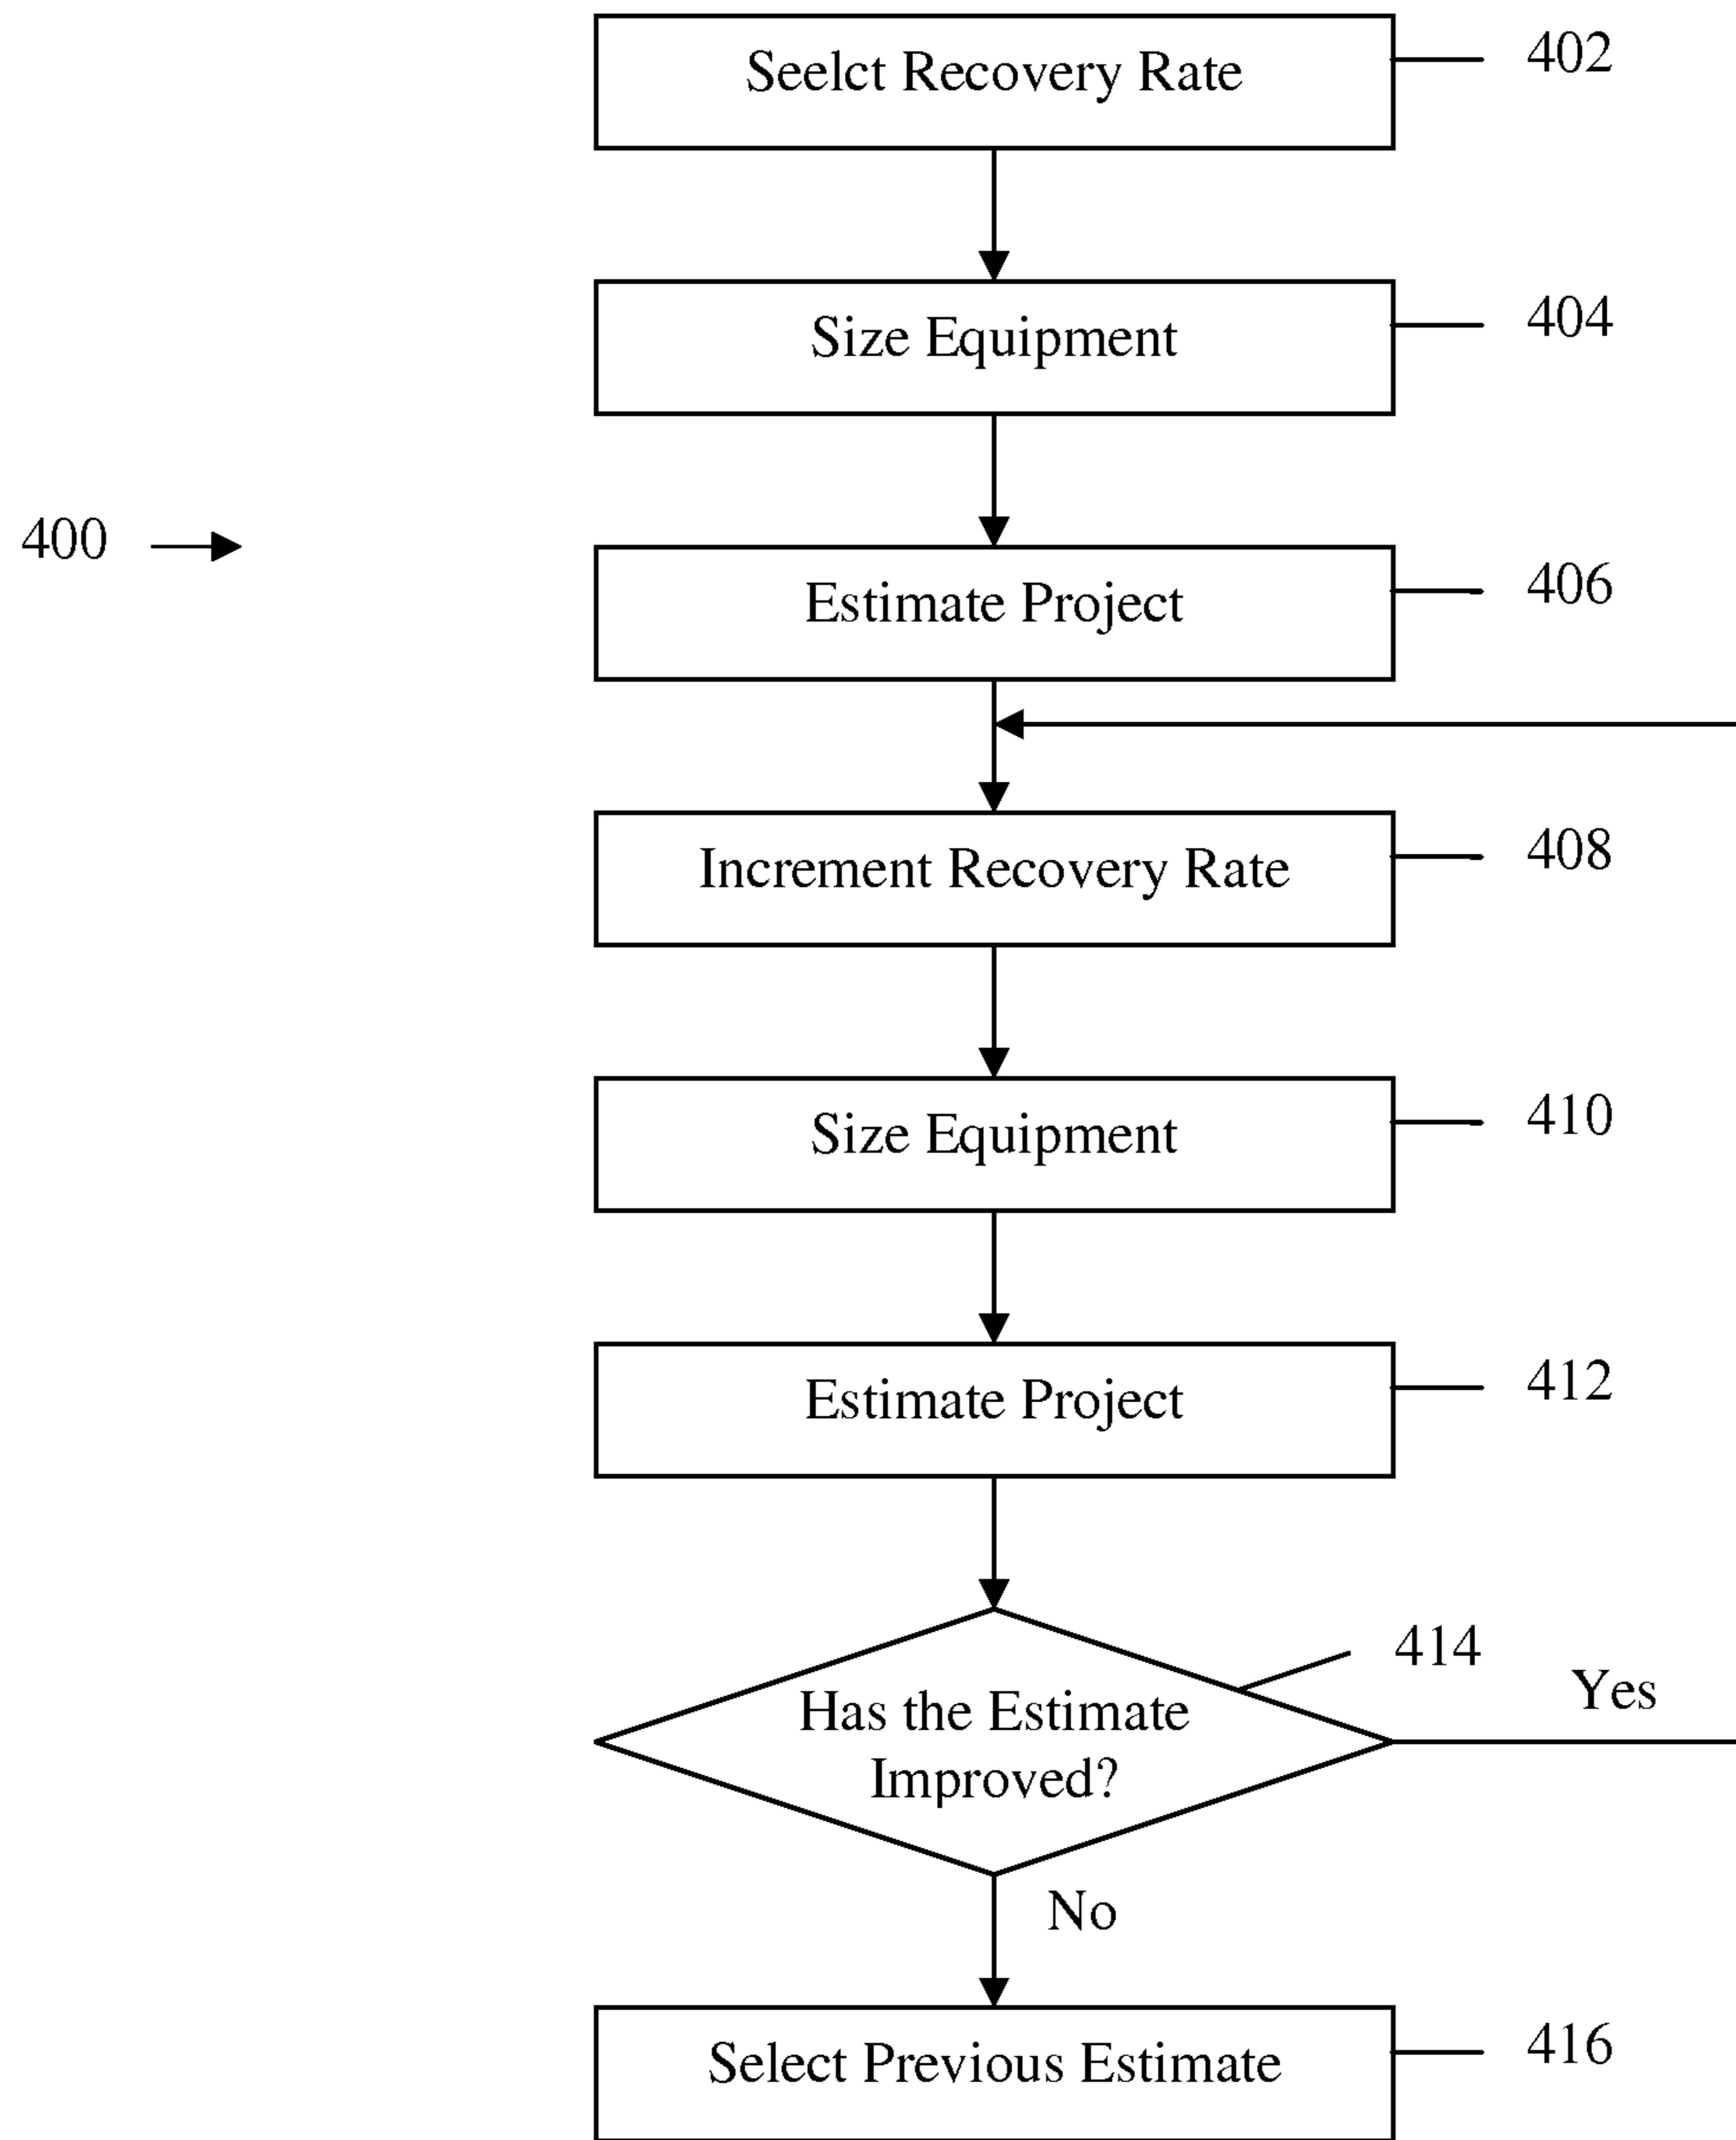 Seelct Recovery Rate
402
Size Equipment
404
400
Estimate Project
406
Increment Recovery Rate
408
Size Equipment
410
Estimate Project
412
414
Has the Estimate
Improved?
Yes
No
Select Previous Estimate
416